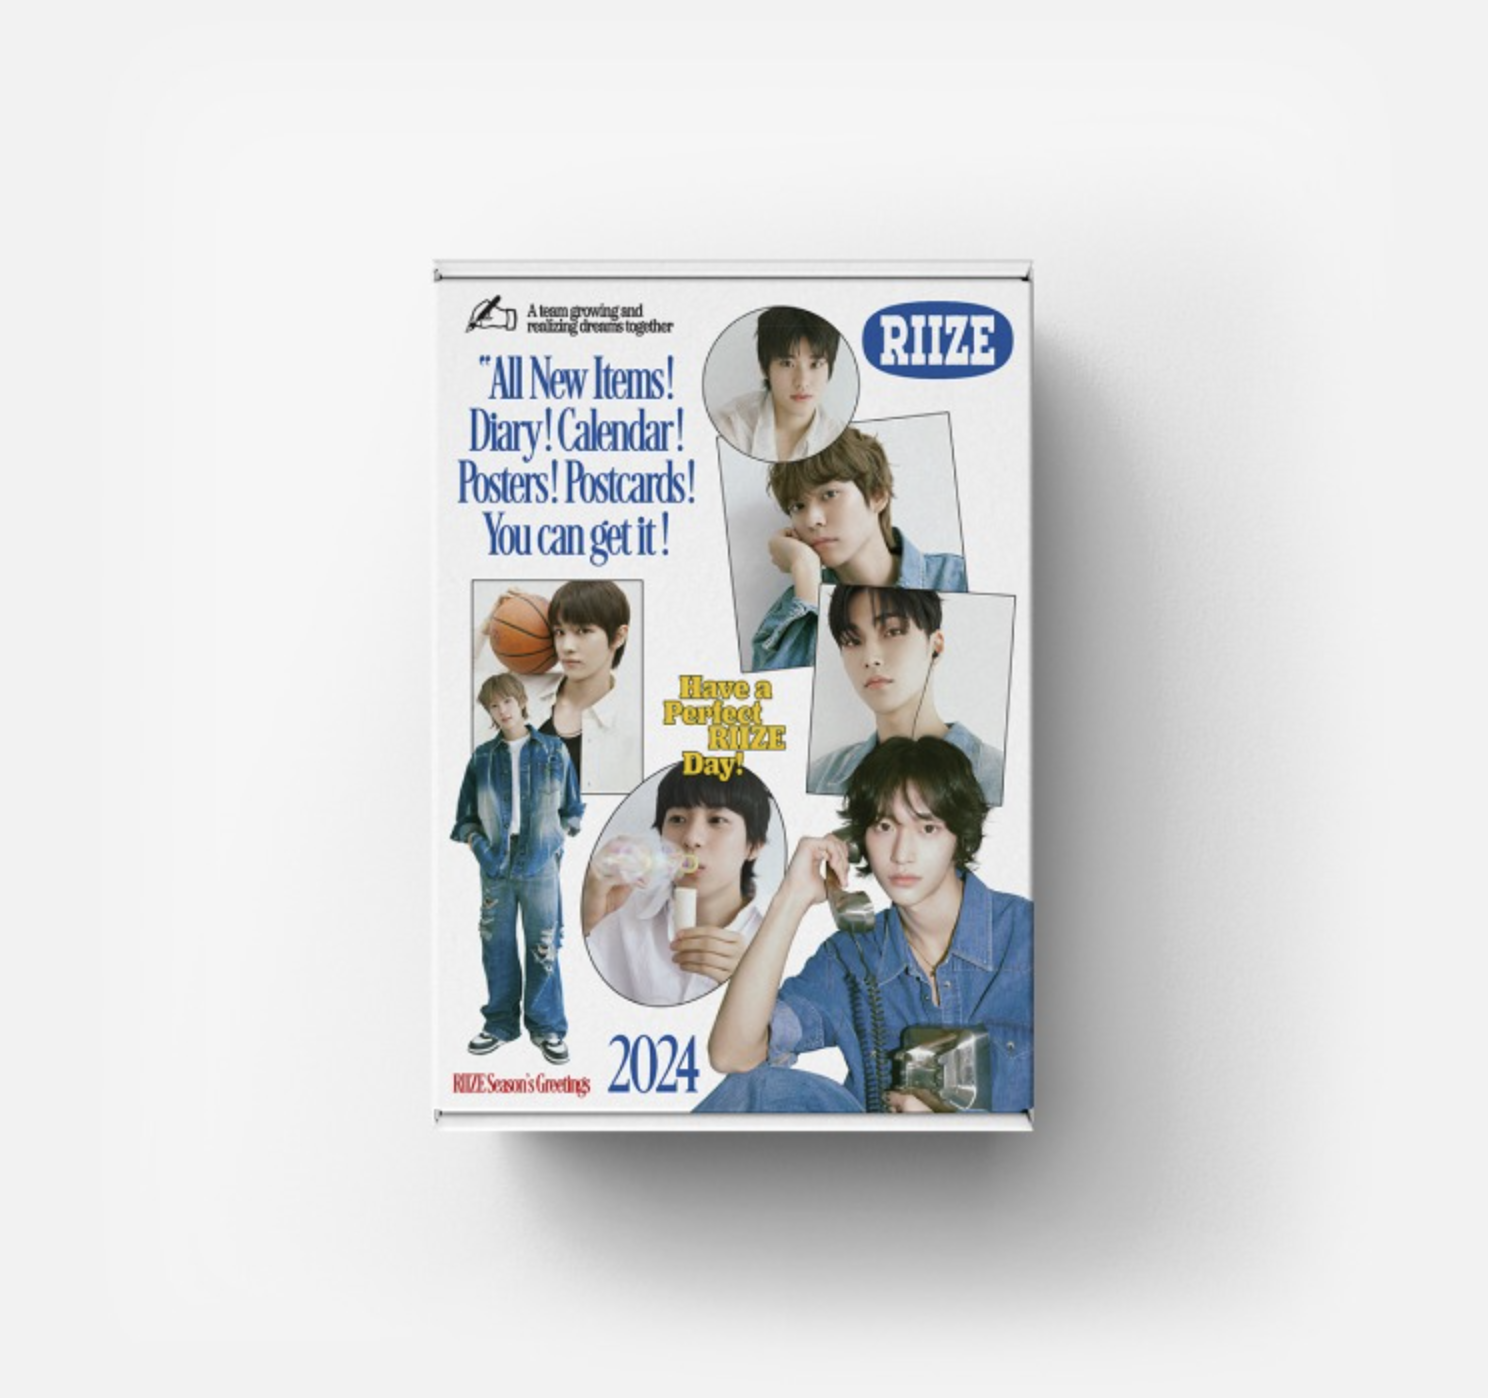 A team growing and
realizing dreams together
RIIZE
"All New Items!
Diary! Calendar!
Posters! Postcards!
You can get it!
Have a
Perfect
RIIZE
Day!
2024
RIIZE Season's Greetings